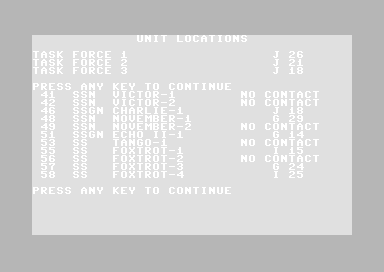 UNIT LOCATIONS
TASK FORCE 1 J 26
TASK FORCE 2 J 21
TASK FORCE 3 J 18
PRESS ANY KEY TO CONTINUE
41 SSN VICTOR-1 NO CONTACT
42 SSN VICTOR-2 NO CONTACT
46 SSGN CHARLIE-1 J 18
48 SSN NOVEMBER-1 G 29
49 SSN NOVEMBER-2 NO CONTACT
51 SSGN ECHO II-1 G 14
53 SS TANGO-1 NO CONTACT
55 SS FOXTROT-1 I 15
56 SS FOXTROT-2 NO CONTACT
57 SS FOXTROT-3 G 24
58 SS FOXTROT-4 I 25
PRESS ANY KEY TO CONTINUE